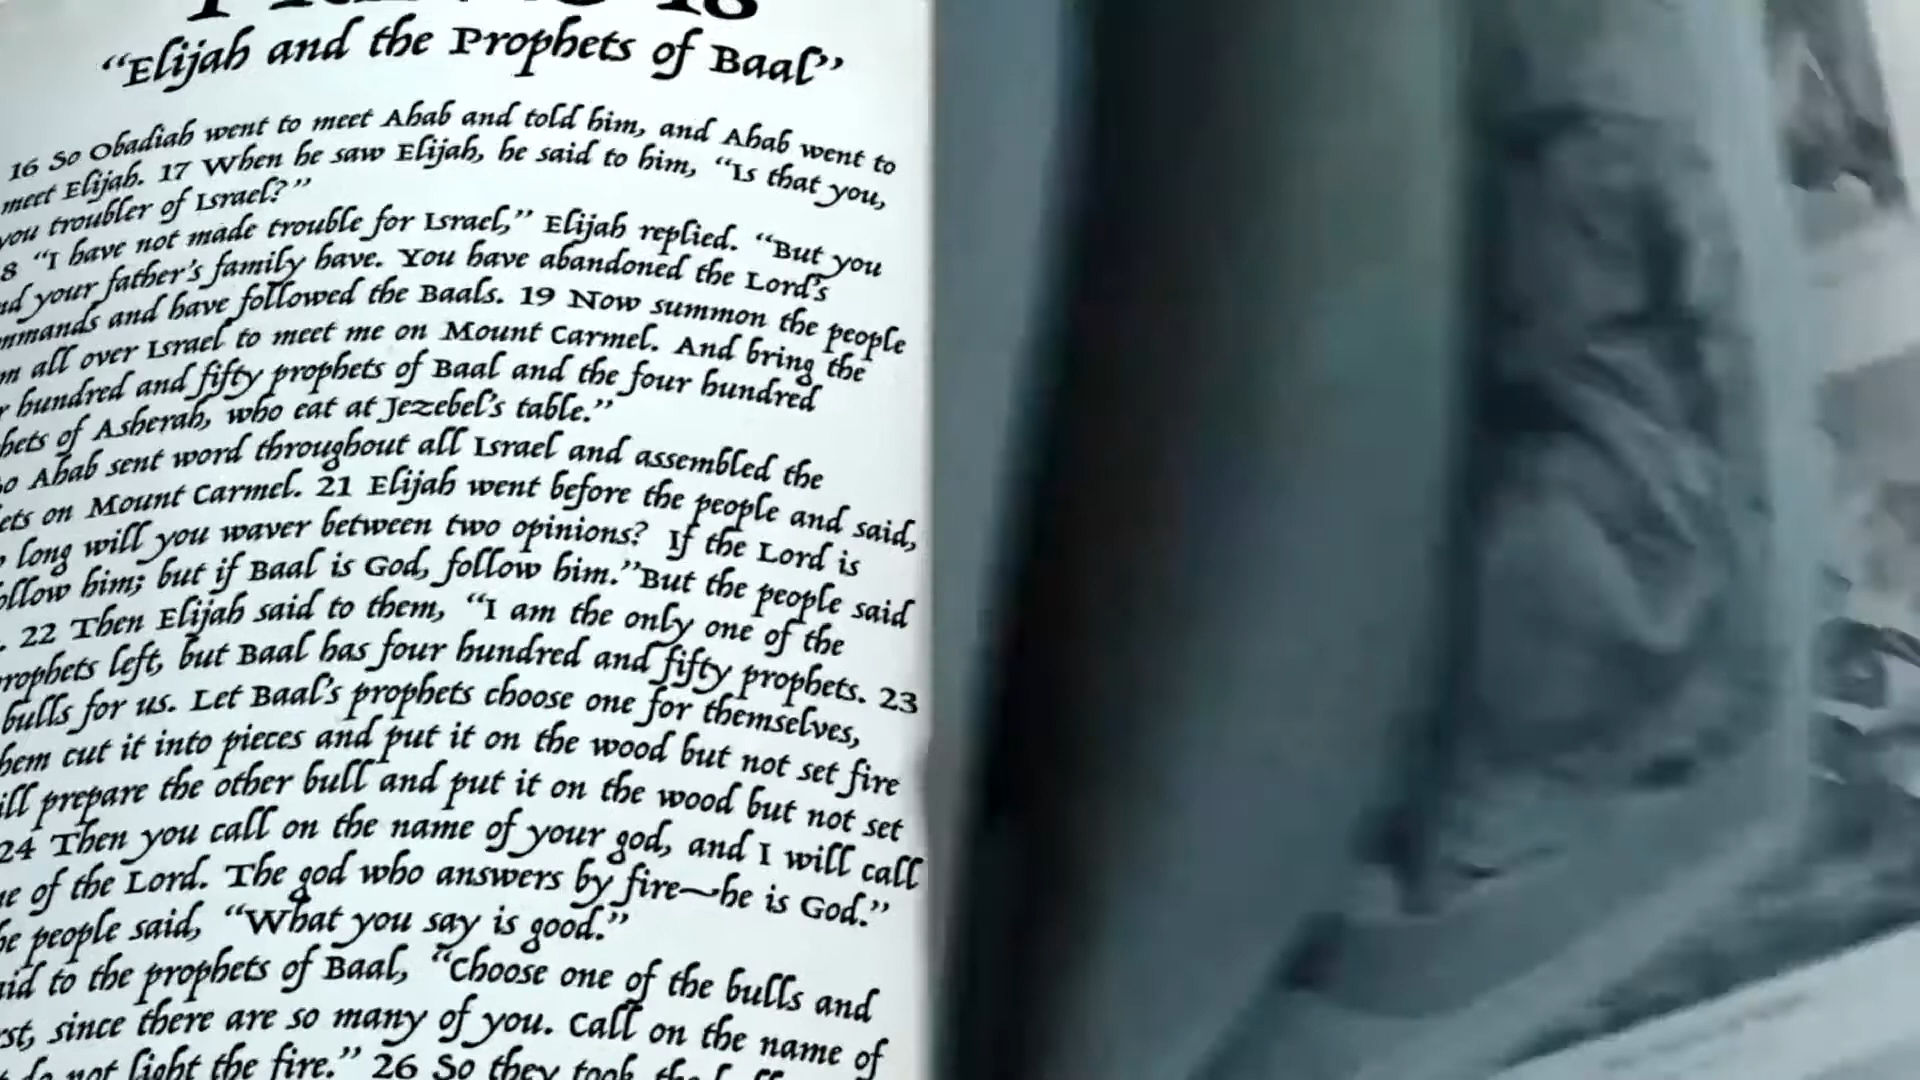 18
“Elijah and the Prophets of Baal”
16 So Obadiah went to meet Ahab and told him, and Ahab went to
meet Elijah. 17 When he saw Elijah, he said to him, “Is that you,
you troubler of Israel?”
8 “I have not made trouble for Israel,” Elijah replied. “But you
your father’s family have. You have abandoned the Lord’s
and have followed the Baals. 19 Now summon the people
all over Israel to meet me on Mount Carmel. And bring the
hundred and fifty prophets of Baal and the four hundred
of Asherah, who eat at Jezebel’s table.”
Ahab sent word throughout all Israel and assembled the
on Mount Carmel. 21 Elijah went before the people and said,
long will you waver between two opinions? If the Lord is
him; but if Baal is God, follow him.”But the people said
22 Then Elijah said to them, “I am the only one of the
left, but Baal has four hundred and fifty prophets. 23
bulls for us. Let Baal’s prophets choose one for themselves,
cut it into pieces and put it on the wood but not set fire
prepare the other bull and put it on the wood but not set
24 Then you call on the name of your god, and I will call
of the Lord. The god who answers by fire—he is God.”
people said, “What you say is good.”
to the prophets of Baal, “Choose one of the bulls and
since there are so many of you. Call on the name of
do not light the fire.” 26 So they took the